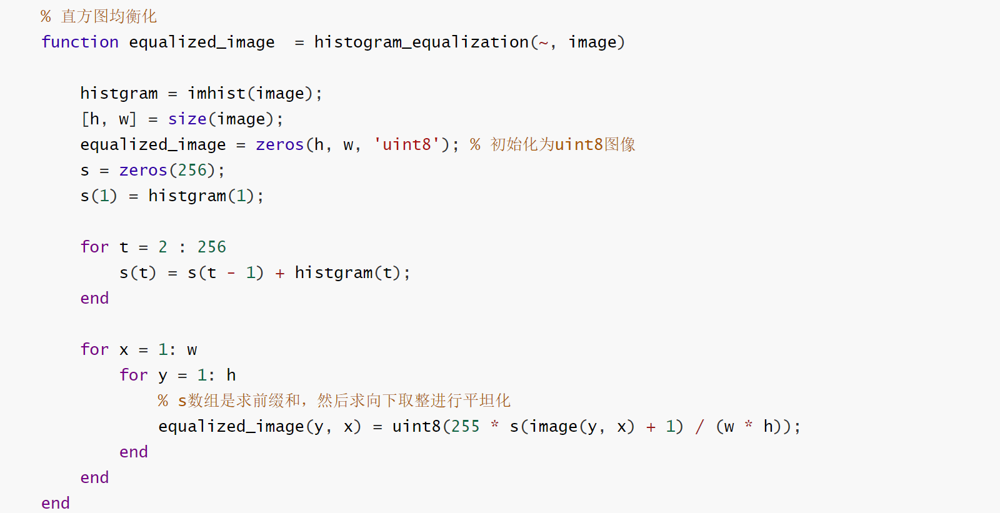 % 直方图均衡化
function equalized_image  = histogram_equalization(~, image)
histgram = imhist(image);
[h, w] = size(image);
equalized_image = zeros(h, w, 'uint8'); % 初始化为uint8图像
s = zeros(256);
s(1) = histgram(1);
for t = 2 : 256
s(t) = s(t - 1) + histgram(t);
end
for x = 1: w
for y = 1: h
% s数组是求前缀和，然后求向下取整进行平坦化
equalized_image(y, x) = uint8(255 * s(image(y, x) + 1) / (w * h));
end
end
end